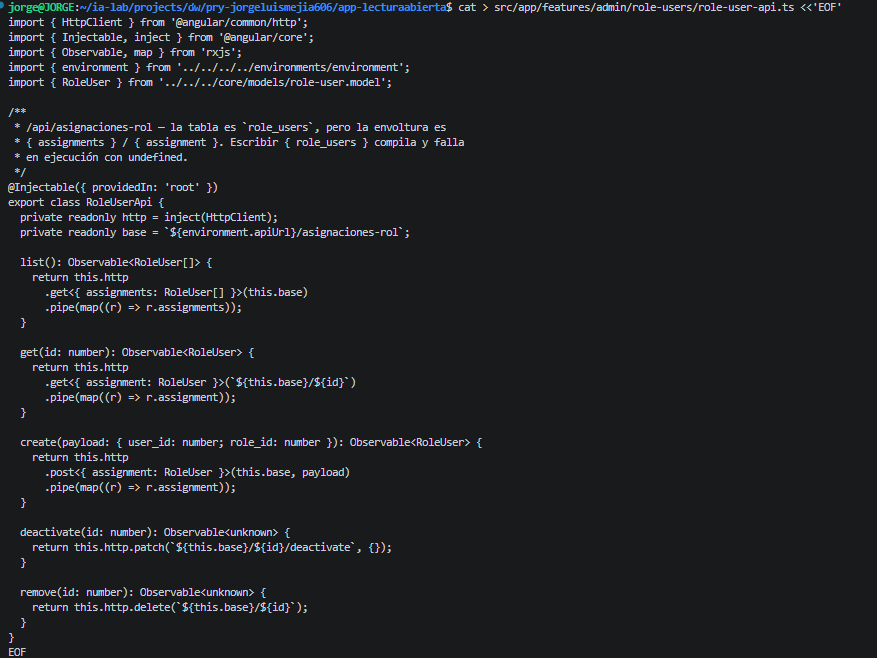 jorge@JORGE:~/ia-lab/projects/dw/pry-jorgeluismejia606/app-lecturaabierta$ cat > src/app/features/admin/role-users/role-user-api.ts <<'EOF'
import { HttpClient } from '@angular/common/http';
import { Injectable, inject } from '@angular/core';
import { Observable, map } from 'rxjs';
import { environment } from '../../../../environments/environment';
import { RoleUser } from '../../../core/models/role-user.model';

/**
 * /api/asignaciones-rol — la tabla es `role_users`, pero la envoltura es
 * { assignments } / { assignment }. Escribir { role_users } compila y falla
 * en ejecución con undefined.
 */
@Injectable({ providedIn: 'root' })
export class RoleUserApi {
  private readonly http = inject(HttpClient);
  private readonly base = `${environment.apiUrl}/asignaciones-rol`;

  list(): Observable<RoleUser[]> {
    return this.http
      .get<{ assignments: RoleUser[] }>(this.base)
      .pipe(map((r) => r.assignments));
  }

  get(id: number): Observable<RoleUser> {
    return this.http
      .get<{ assignment: RoleUser }>(`${this.base}/${id}`)
      .pipe(map((r) => r.assignment));
  }

  create(payload: { user_id: number; role_id: number }): Observable<RoleUser> {
    return this.http
      .post<{ assignment: RoleUser }>(this.base, payload)
      .pipe(map((r) => r.assignment));
  }

  deactivate(id: number): Observable<unknown> {
    return this.http.patch(`${this.base}/${id}/deactivate`, {});
  }

  remove(id: number): Observable<unknown> {
    return this.http.delete(`${this.base}/${id}`);
  }
}
EOF